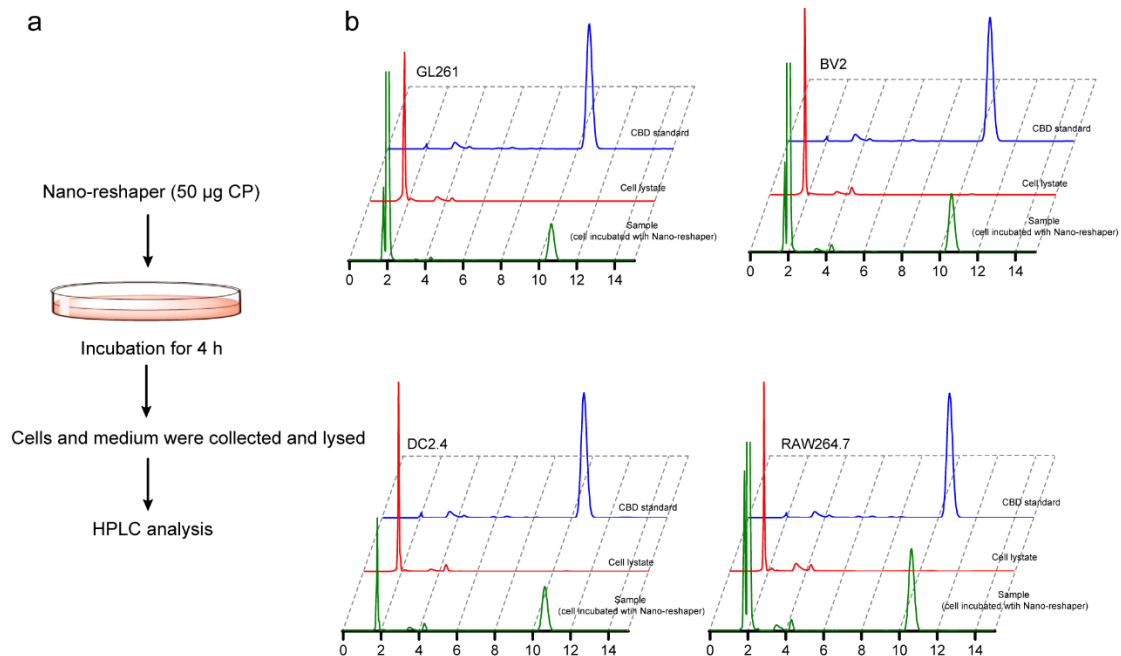 a
Nano-reshaper (50 µg CP)
Incubation for 4 h
Cells and medium were collected and lysed
HPLC analysis
b
GL261
CBD standard
Cell lystate
Sample
(cell incubated wtih Nano-reshaper)
0 2 4 6 8 10 12 14
BV2
CBD standard
Cell lystate
Sample
(cell incubated wtih Nano-reshaper)
0 2 4 6 8 10 12 14
DC2.4
CBD standard
Cell lystate
Sample
(cell incubated wtih Nano-reshaper)
0 2 4 6 8 10 12 14
RAW264.7
CBD standard
Cell lystate
Sample
(cell incubated wtih Nano-reshaper)
0 2 4 6 8 10 12 14